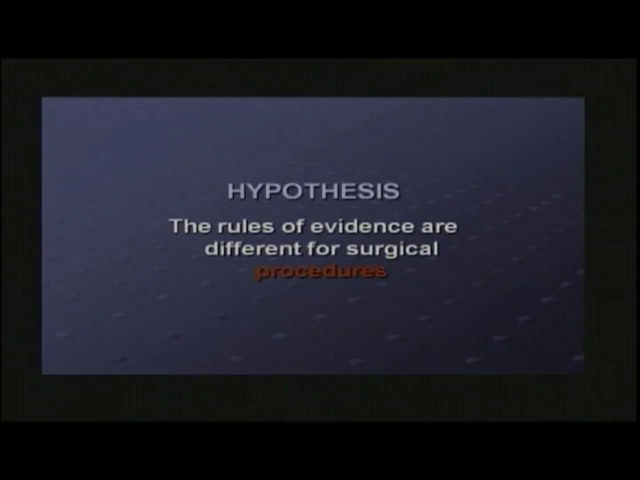 HYPOTHESIS
The rules of evidence are
different for surgical
procedures